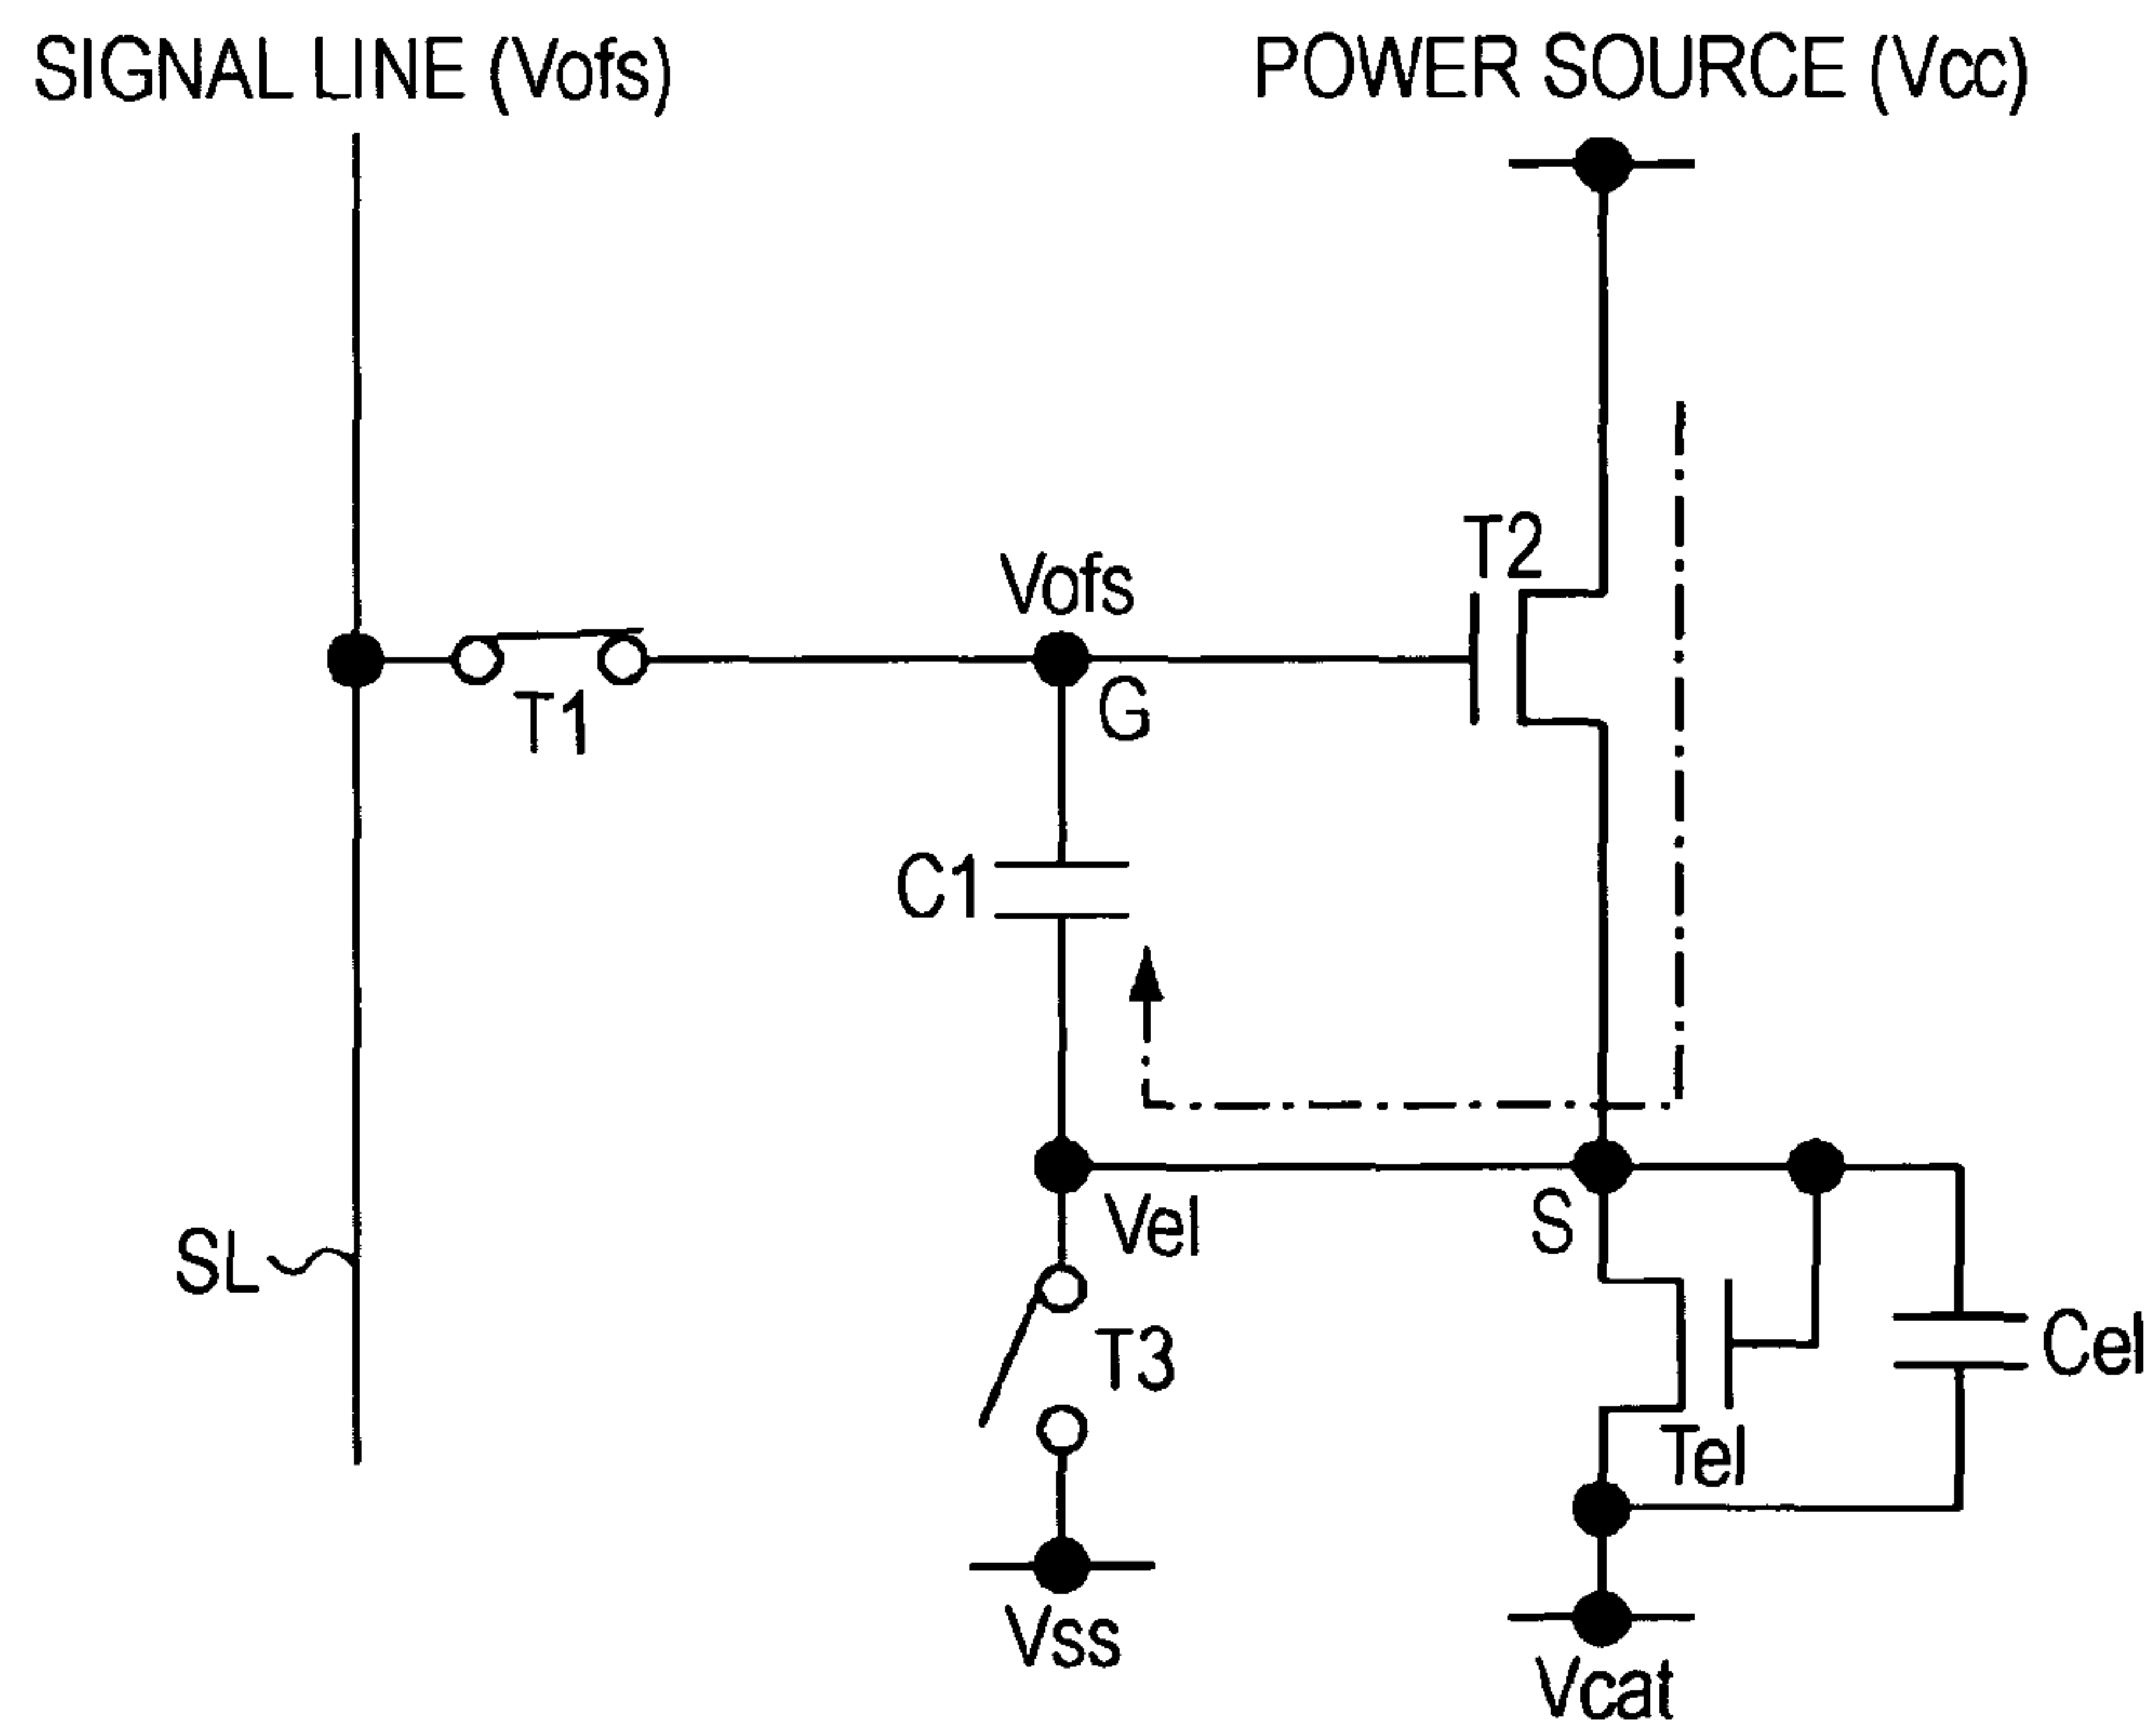 SIGNAL LINE (Vofs)
POWER SOURCE (Vcc)
T2
Vofs
G
T1
C1
Vel
S
SL
T3
Cel
Tel
Vss
Vcat